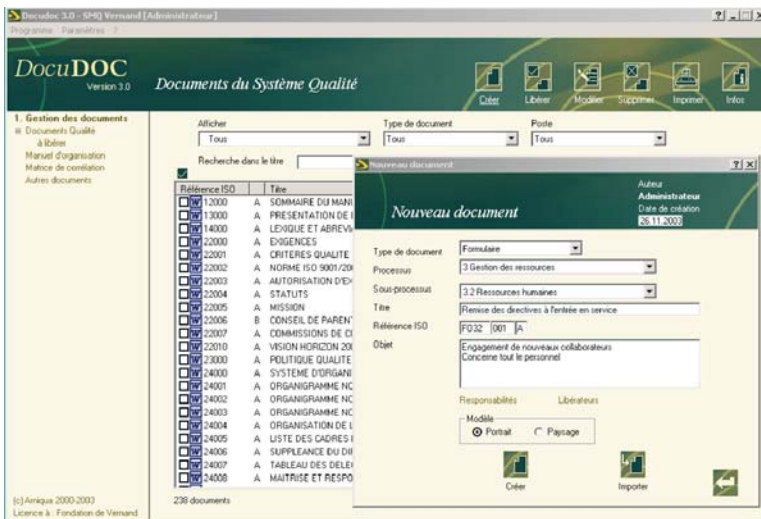 Docudoc 3.0 - SMQ Vernand [Administrateur]
Programme Paramètres ?
DocuDOC
Version 3.0
Documents du Système Qualité
Créer Libérer Modifier Supprimer Imprimer Infos
1. Gestion des documents
Documents Qualité
à libérer
Manuel d'organisation
Matrice de corrélation
Autres documents
Afficher Type de document Poste
Tous Tous Tous
Recherche dans le titre
Référence ISO Titre
12000 A SOMMAIRE DU MANU
13000 A PRESENTATION DE
14000 A LEXIQUE ET ABREVI
22000 A EXIGENCES
22001 A CRITERES QUALITE
22002 A NORME ISO 9001/20
22003 A AUTORISATION D'EX
22004 A STATUTS
22005 A MISSION
22006 B CONSEIL DE PARENT
22007 A COMMISSIONS DE
22010 A VISION HORIZON 20
23000 A POLITIQUE QUALITE
24000 A SYSTEME D'ORGANI
24001 A ORGANIGRAMME NO
24002 A ORGANIGRAMME NO
24003 A ORGANIGRAMME NO
24004 A ORGANISATION DE L
24005 A LISTE DES CADRES
24006 A SUPPLEANCE DU DI
24007 A TABLEAU DES DELE
24008 A MAITRISE ET RESPO
238 documents
(c) Amiqua 2000-2003
Licence à : Fondation de Vernand
Nouveau document
Nouveau document
Auteur
Administrateur
Date de création
26.11.2003
Type de document Formulaire
Processus 3 Gestion des ressources
Sous-processus 3.2 Ressources humaines
Titre Remise des directives à l'entrée en service
Référence ISO FO32 001 A
Objet Engagement de nouveaux collaborateurs
Concerne tout le personnel
Responsabilités Libérateurs
Modèle
Portrait Paysage
Créer Importer